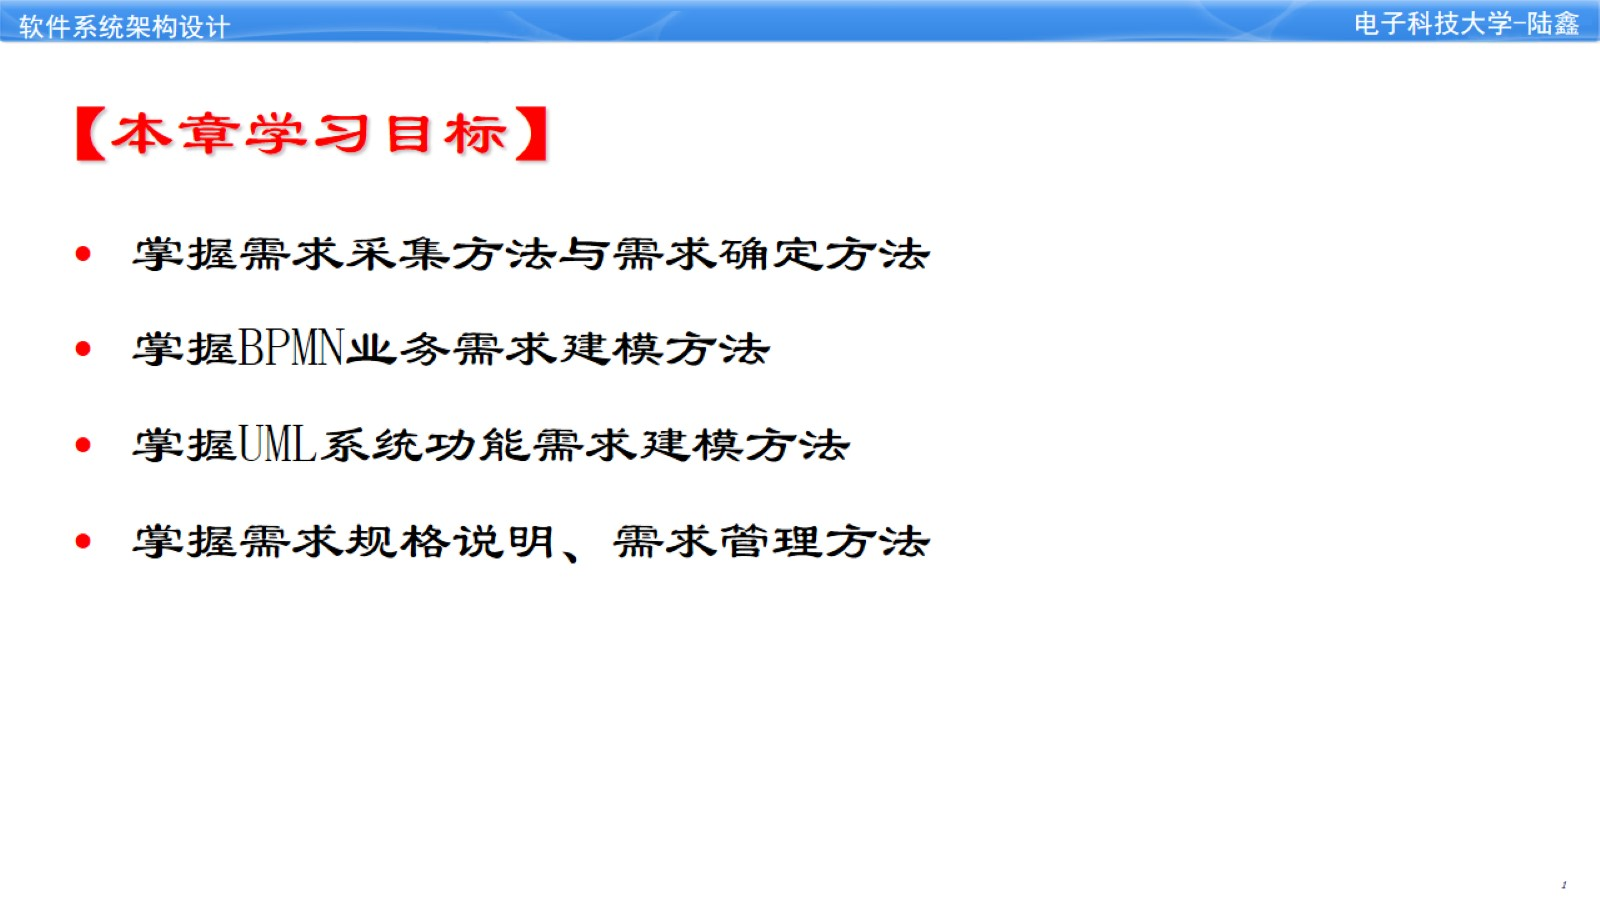 软件系统架构设计
电子科技大学-陆鑫
【本章学习目标】
• 掌握需求采集方法与需求确定方法
• 掌握BPMN业务需求建模方法
• 掌握UML系统功能需求建模方法
• 掌握需求规格说明、需求管理方法
1